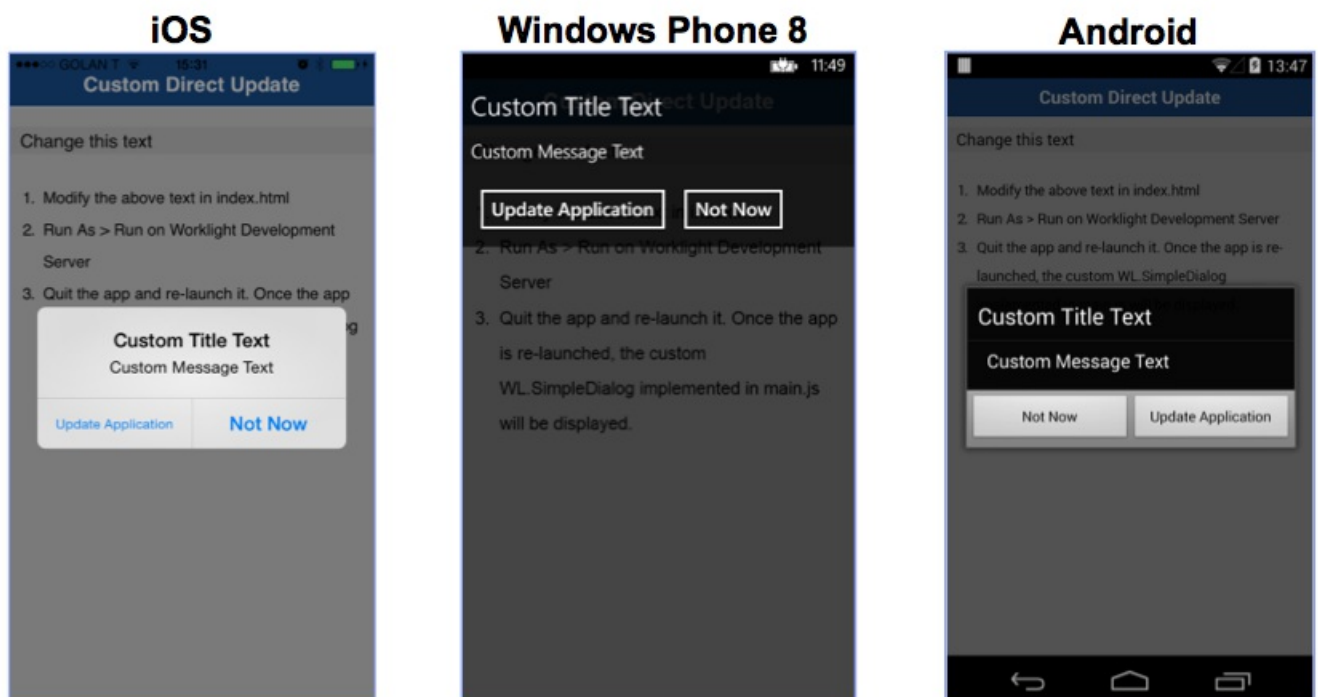 iOS
GOLAN T 15:31
Custom Direct Update
Change this text
1. Modify the above text in index.html
2. Run As > Run on Worklight Development
Server
3. Quit the app and re-launch it. Once the app
Custom Title Text
Custom Message Text
Update Application Not Now
Windows Phone 8
11:49
Custom Title Text
Direct Update
Custom Message Text
Update Application Not Now
2. Run As > Run on Worklight Development
Server
3. Quit the app and re-launch it. Once the app
is re-launched, the custom
WL.SimpleDialog implemented in main.js
will be displayed.
Android
13:47
Custom Direct Update
Change this text
1. Modify the above text in index.html
2. Run As > Run on Worklight Development Server
3. Quit the app and re-launch it. Once the app is re-
launched, the custom WL.SimpleDialog
Custom Title Text
Custom Message Text
Not Now Update Application